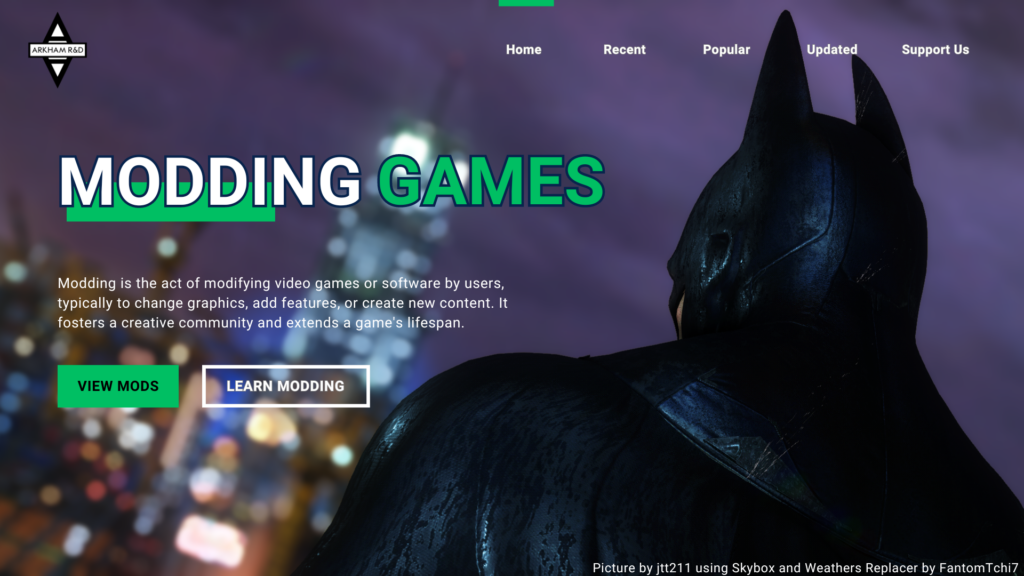 ARKHAM R&D
Home Recent Popular Updated Support Us
MODDING GAMES
Modding is the act of modifying video games or software by users,
typically to change graphics, add features, or create new content. It
fosters a creative community and extends a game's lifespan.
VIEW MODS LEARN MODDING
Picture by jtt211 using Skybox and Weathers Replacer by FantomTchi7